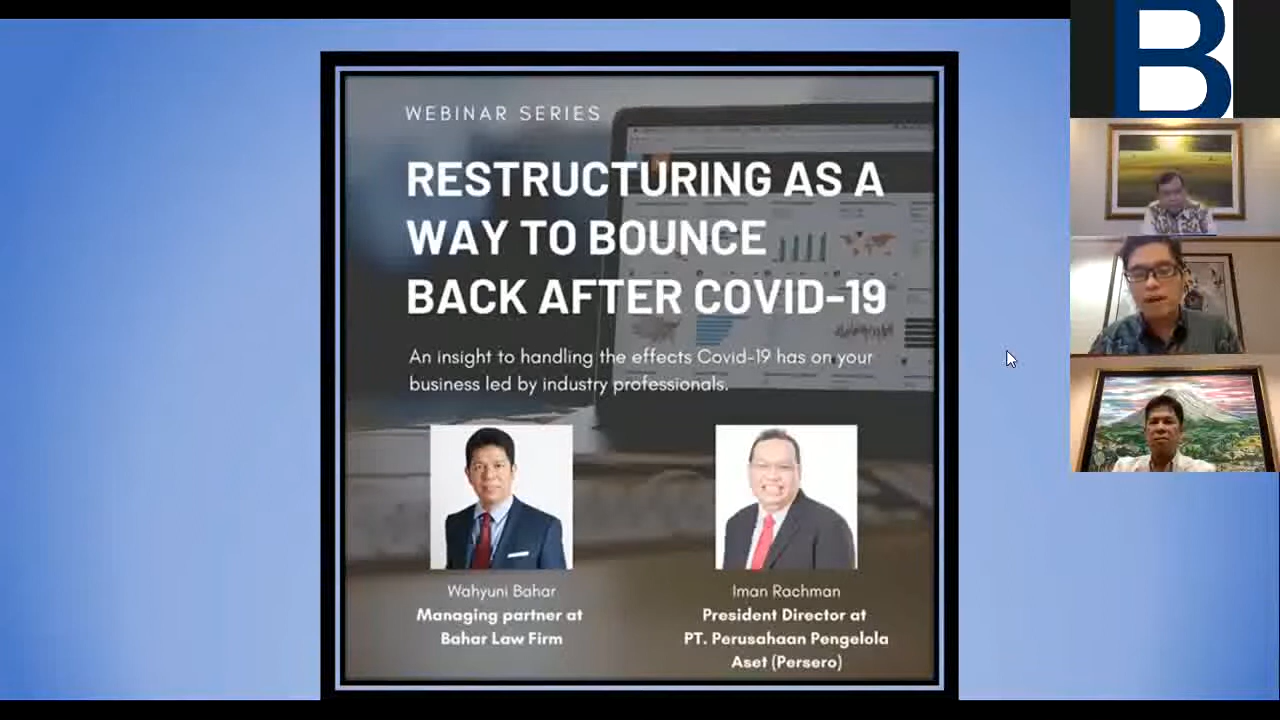 WEBINAR SERIES
RESTRUCTURING AS A
WAY TO BOUNCE
BACK AFTER COVID-19
An insight to handling the effects Covid-19 has on your
business led by industry professionals.
Wahyuni Bahar
Managing partner at
Bahar Law Firm
Iman Rachman
President Director at
PT. Perusahaan Pengelola
Aset (Persero)
B